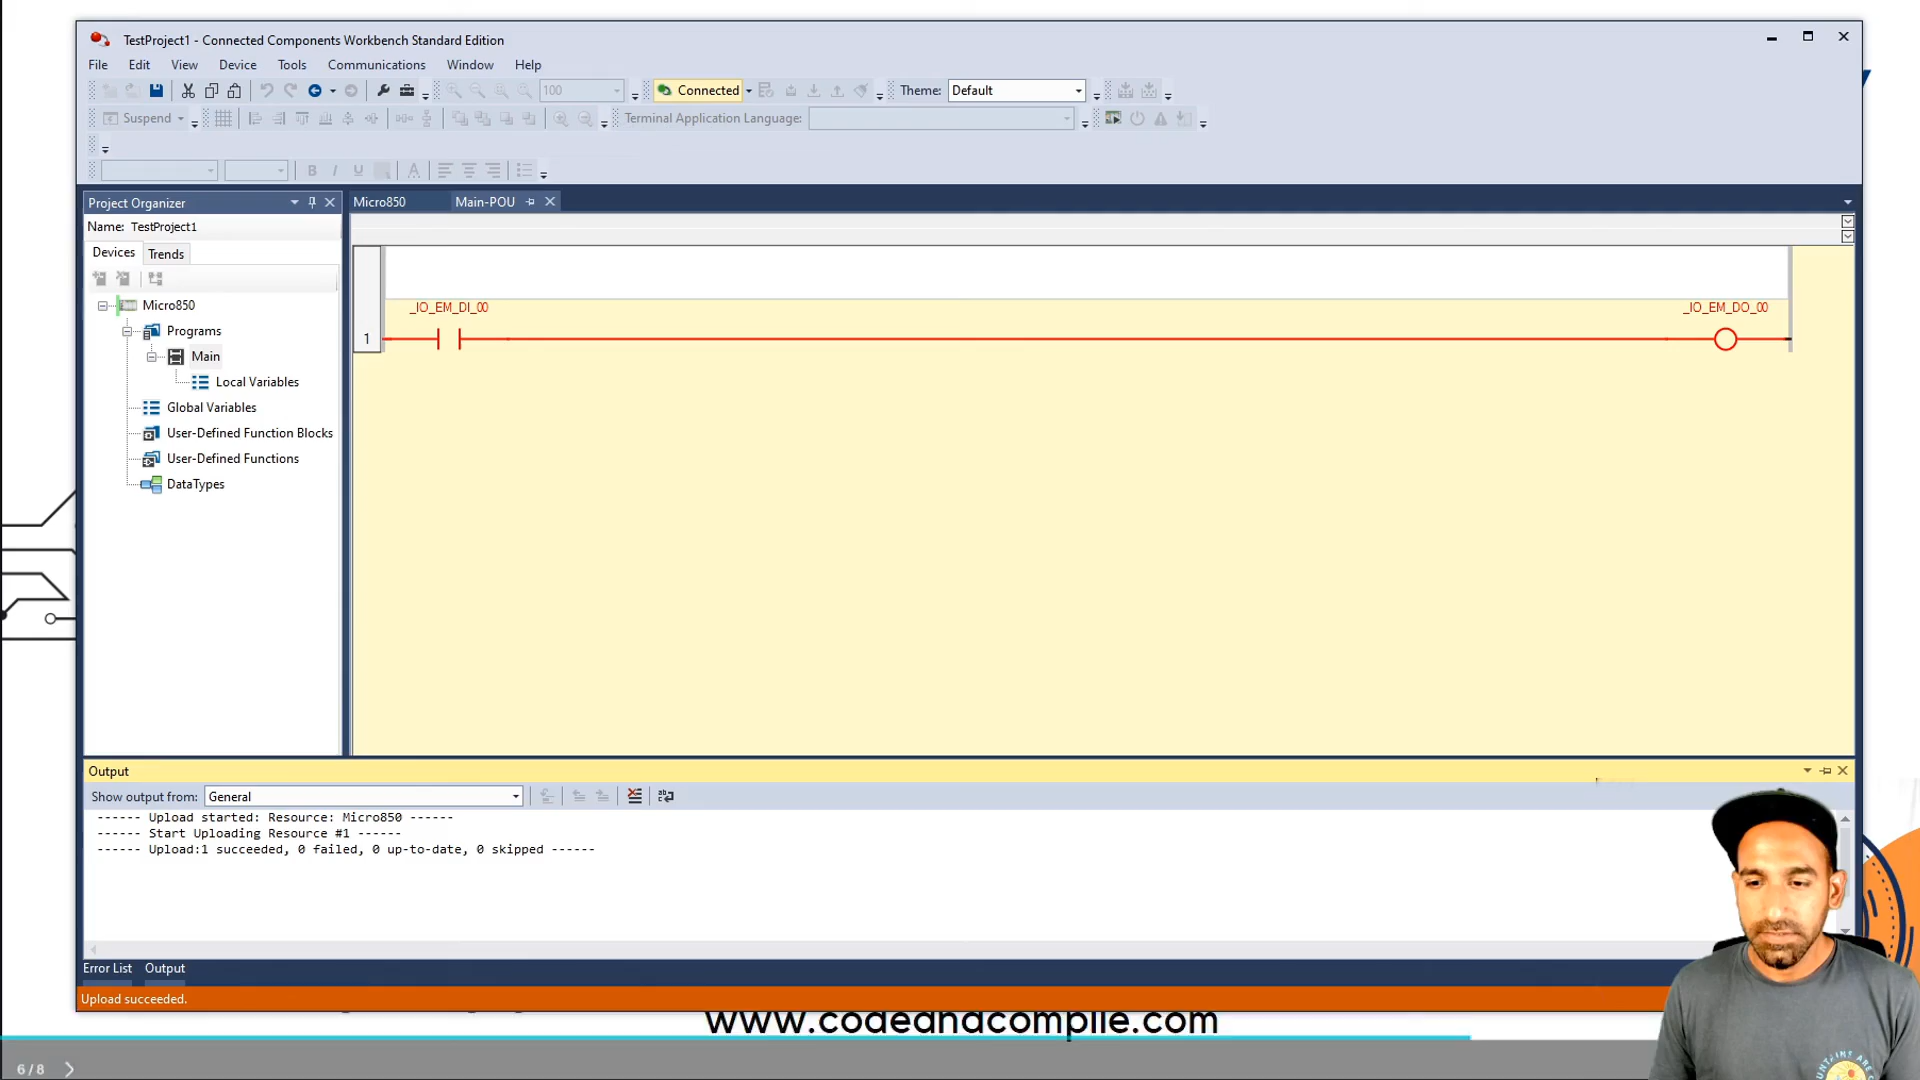 TestProject1 - Connected Components Workbench Standard Edition
File Edit View Device Tools Communications Window Help
100 Connected Theme: Default
Suspend Terminal Application Language:
B I U A
Project Organizer
Name: TestProject1
Devices Trends
Micro850
Programs
Main
Local Variables
Global Variables
User-Defined Function Blocks
User-Defined Functions
DataTypes
Micro850 Main-POU
_IO_EM_DI_00 _IO_EM_DO_00
1
Output
Show output from: General
------ Upload started: Resource: Micro850 ------
------ Start Uploading Resource #1 ------
------ Upload:1 succeeded, 0 failed, 0 up-to-date, 0 skipped ------
Error List Output
Upload succeeded.
www.codeandcompile.com
6 / 8